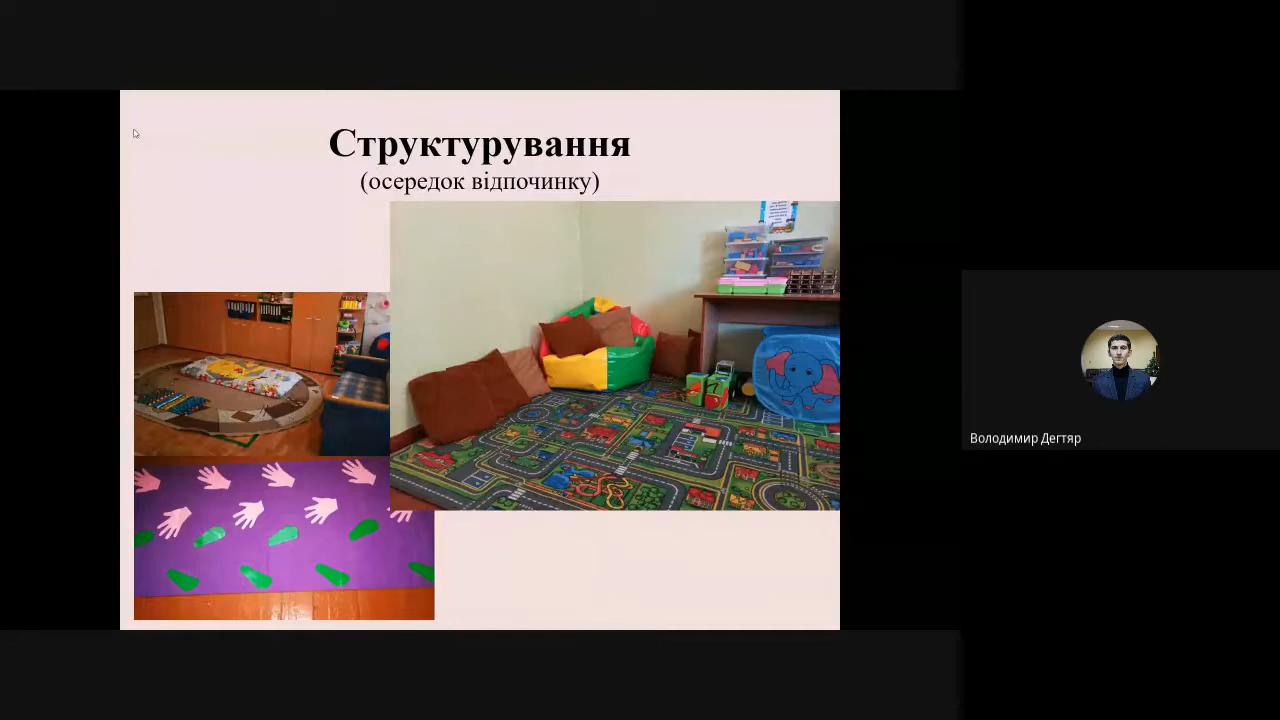 Структурування
(осередок відпочинку)
Володимир Дегтяр